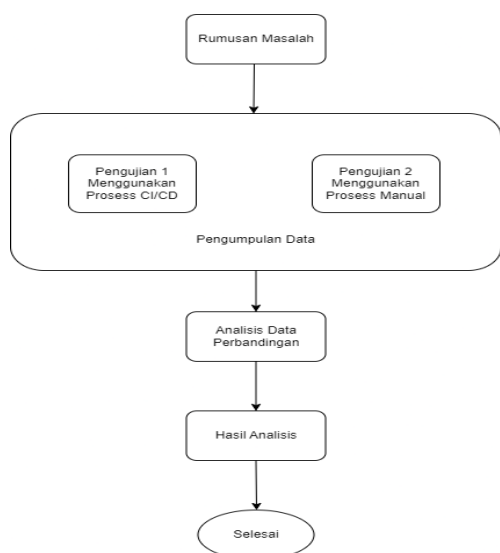 Rumusan Masalah
Pengujian 1
Menggunakan
Prosess CI/CD
Pengujian 2
Menggunakan
Prosess Manual
Pengumpulan Data
Analisis Data
Perbandingan
Hasil Analisis
Selesai